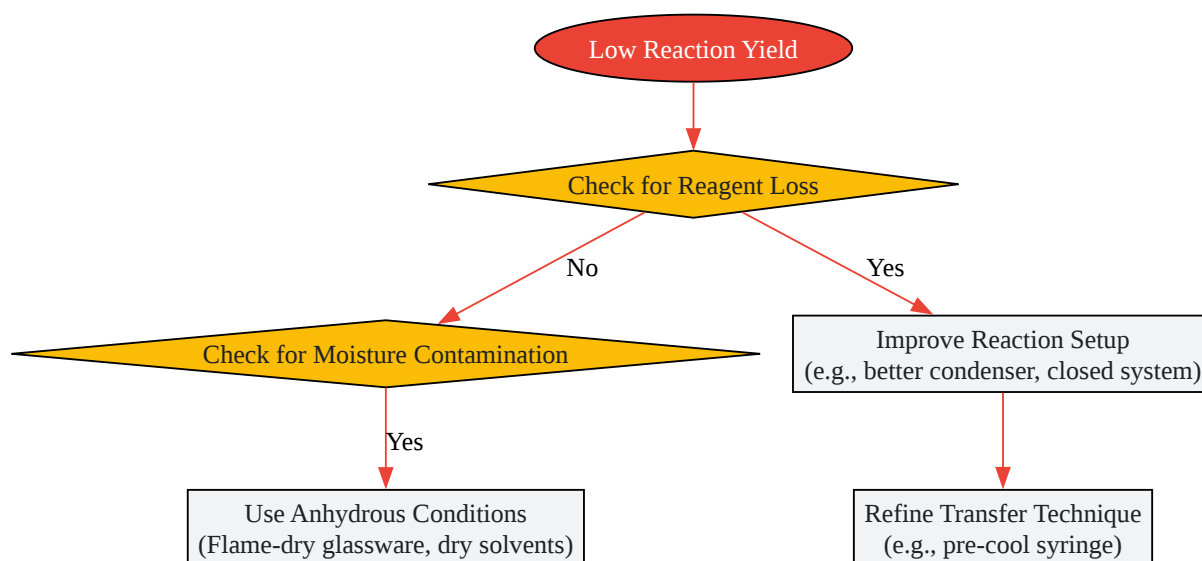 Low Reaction Yield
Check for Reagent Loss
No
Yes
Check for Moisture Contamination
Improve Reaction Setup
(e.g., better condenser, closed system)
Yes
Use Anhydrous Conditions
(Flame-dry glassware, dry solvents)
Refine Transfer Technique
(e.g., pre-cool syringe)